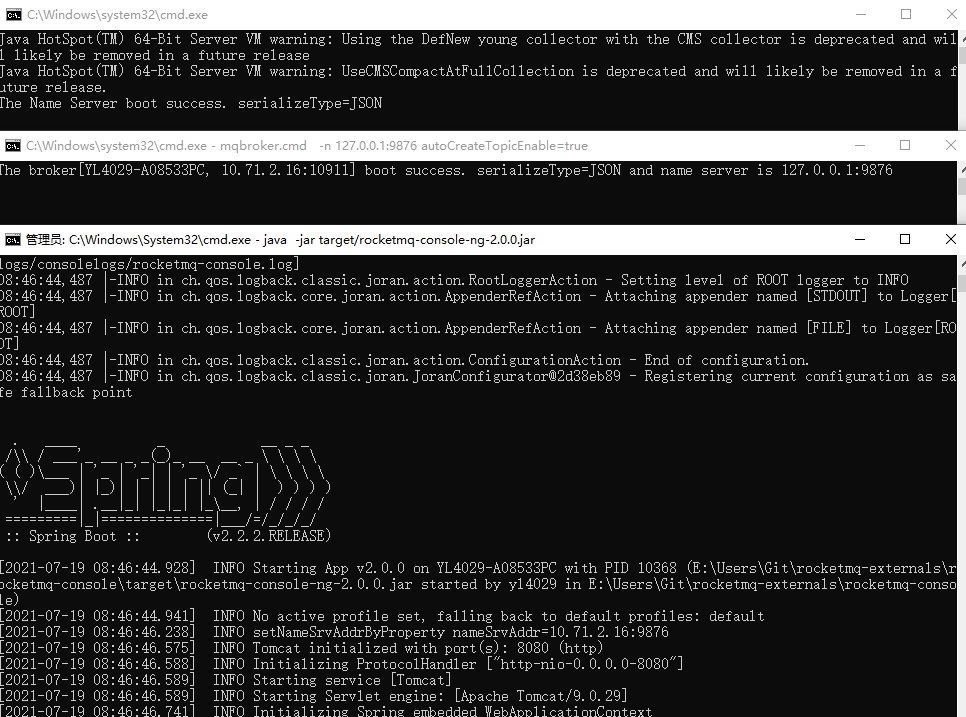 C:\Windows\system32\cmd.exe
Java HotSpot(TM) 64-Bit Server VM warning: Using the DefNew young collector with the CMS collector is deprecated and wil
l likely be removed in a future release
Java HotSpot(TM) 64-Bit Server VM warning: UseCMSCompactAtFullCollection is deprecated and will likely be removed in a f
uture release.
The Name Server boot success. serializeType=JSON
C:\Windows\system32\cmd.exe - mqbroker.cmd -n 127.0.0.1:9876 autoCreateTopicEnable=true
The broker[YL4029-A08533PC, 10.71.2.16:10911] boot success. serializeType=JSON and name server is 127.0.0.1:9876
管理员: C:\Windows\System32\cmd.exe - java -jar target/rocketmq-console-ng-2.0.0.jar
logs/consolelogs/rocketmq-console.log]
08:46:44,487 |-INFO in ch.qos.logback.classic.joran.action.RootLoggerAction - Setting level of ROOT logger to INFO
08:46:44,487 |-INFO in ch.qos.logback.core.joran.action.AppenderRefAction - Attaching appender named [STDOUT] to Logger[
ROOT]
08:46:44,487 |-INFO in ch.qos.logback.core.joran.action.AppenderRefAction - Attaching appender named [FILE] to Logger[RO
OT]
08:46:44,487 |-INFO in ch.qos.logback.classic.joran.action.ConfigurationAction - End of configuration.
08:46:44,487 |-INFO in ch.qos.logback.classic.joran.JoranConfigurator@2d38eb89 - Registering current configuration as sa
fe fallback point
Spring
:: Spring Boot :: (v2.2.2.RELEASE)
[2021-07-19 08:46:44.928] INFO Starting App v2.0.0 on YL4029-A08533PC with PID 10368 (E:\Users\Git\rocketmq-externals\r
ocketmq-console\target\rocketmq-console-ng-2.0.0.jar started by yl4029 in E:\Users\Git\rocketmq-externals\rocketmq-conso
le)
[2021-07-19 08:46:44.941] INFO No active profile set, falling back to default profiles: default
[2021-07-19 08:46:46.238] INFO setNameSrvAddrByProperty nameSrvAddr=10.71.2.16:9876
[2021-07-19 08:46:46.575] INFO Tomcat initialized with port(s): 8080 (http)
[2021-07-19 08:46:46.588] INFO Initializing ProtocolHandler ["http-nio-0.0.0.0-8080"]
[2021-07-19 08:46:46.589] INFO Starting service [Tomcat]
[2021-07-19 08:46:46.589] INFO Starting Servlet engine: [Apache Tomcat/9.0.29]
[2021-07-19 08:46:46.741] INFO Initializing Spring embedded WebApplicationContext